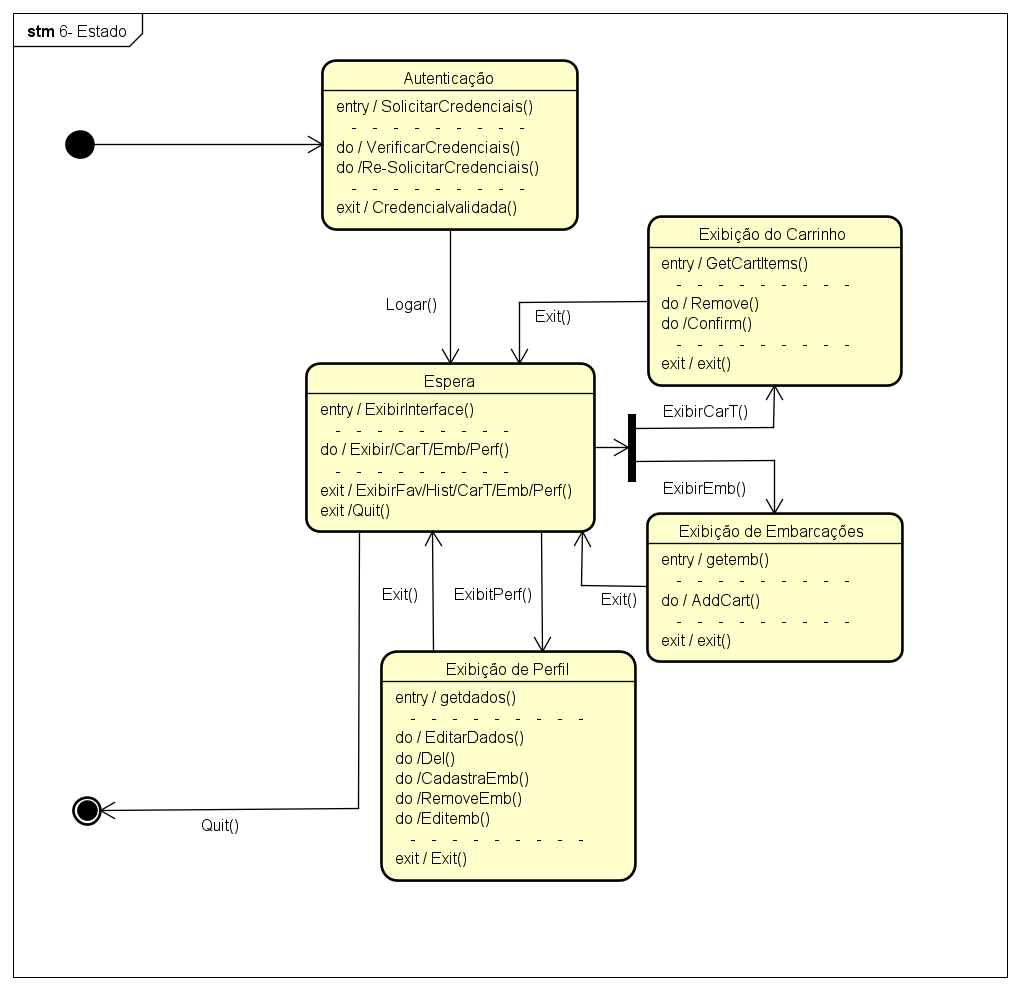 stm 6- Estado
Autenticação
entry / SolicitarCredenciais()
do / VerificarCredenciais()
do /Re-SolicitarCredenciais()
exit / Credencialvalidada()
Logar()
Exibição do Carrinho
entry / GetCartItems()
do / Remove()
do /Confirm()
exit / exit()
Exit()
Espera
entry / ExibirInterface()
do / Exibir/CarT/Emb/Perf()
exit / ExibirFav/Hist/CarT/Emb/Perf()
exit /Quit()
ExibirCarT()
ExibirEmb()
Exibição de Embarcações
entry / getemb()
do / AddCart()
exit / exit()
Exit()
Exit()
ExibitPerf()
Exibição de Perfil
entry / getdados()
do / EditarDados()
do /Del()
do /CadastraEmb()
do /RemoveEmb()
do /Editemb()
exit / Exit()
Quit()